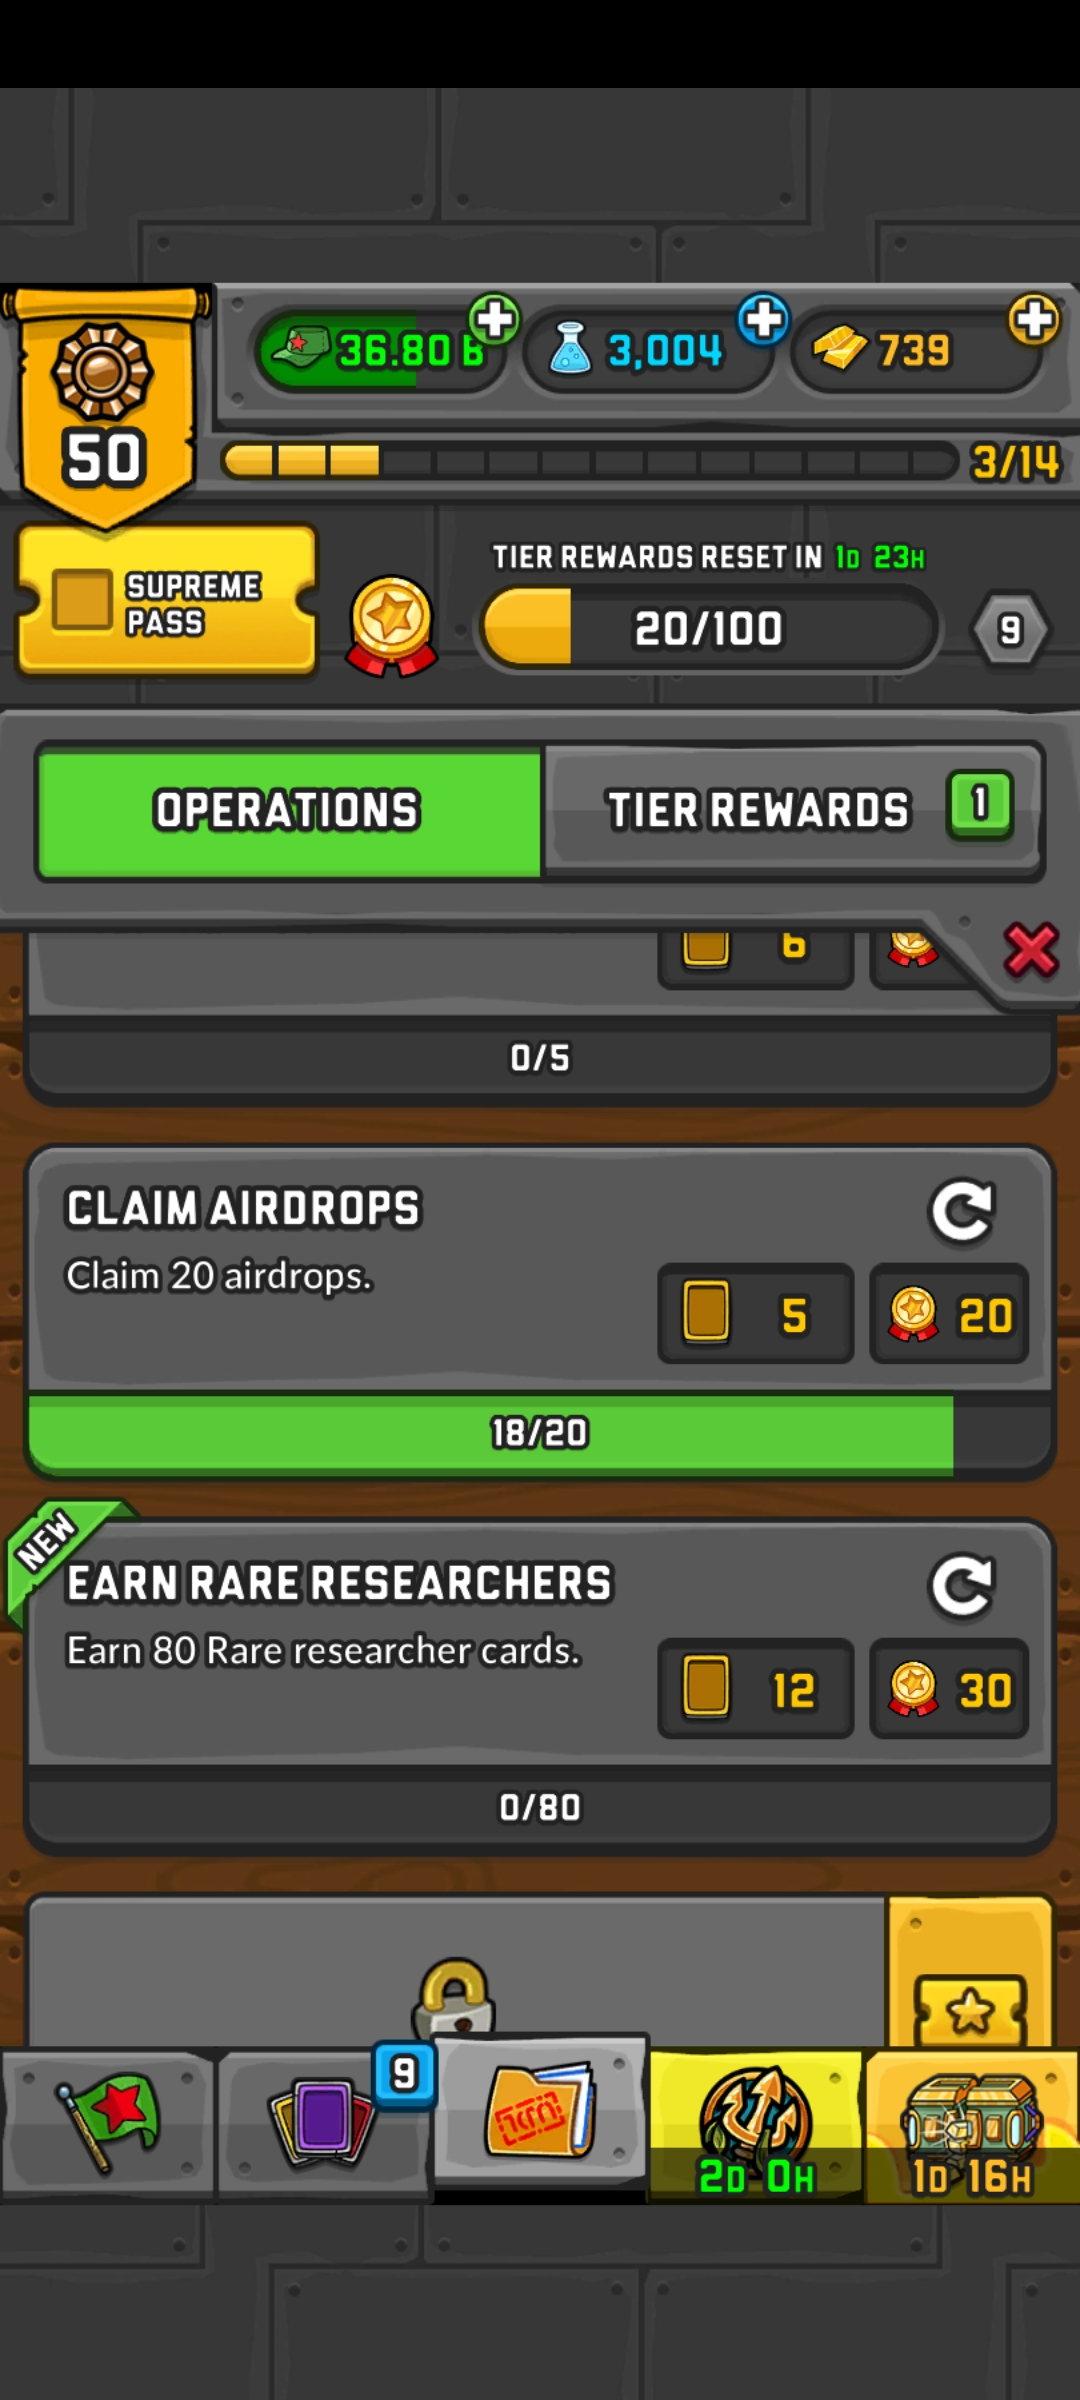 36.80 B
3,004
739
50
3/14
SUPREME
PASS
TIER REWARDS RESET IN 1D 23H
20/100
9
OPERATIONS
TIER REWARDS
1
6
0/5
CLAIM AIRDROPS
Claim 20 airdrops.
5
20
18/20
NEW
EARN RARE RESEARCHERS
Earn 80 Rare researcher cards.
12
30
0/80
9
2D 0H
1D 16H